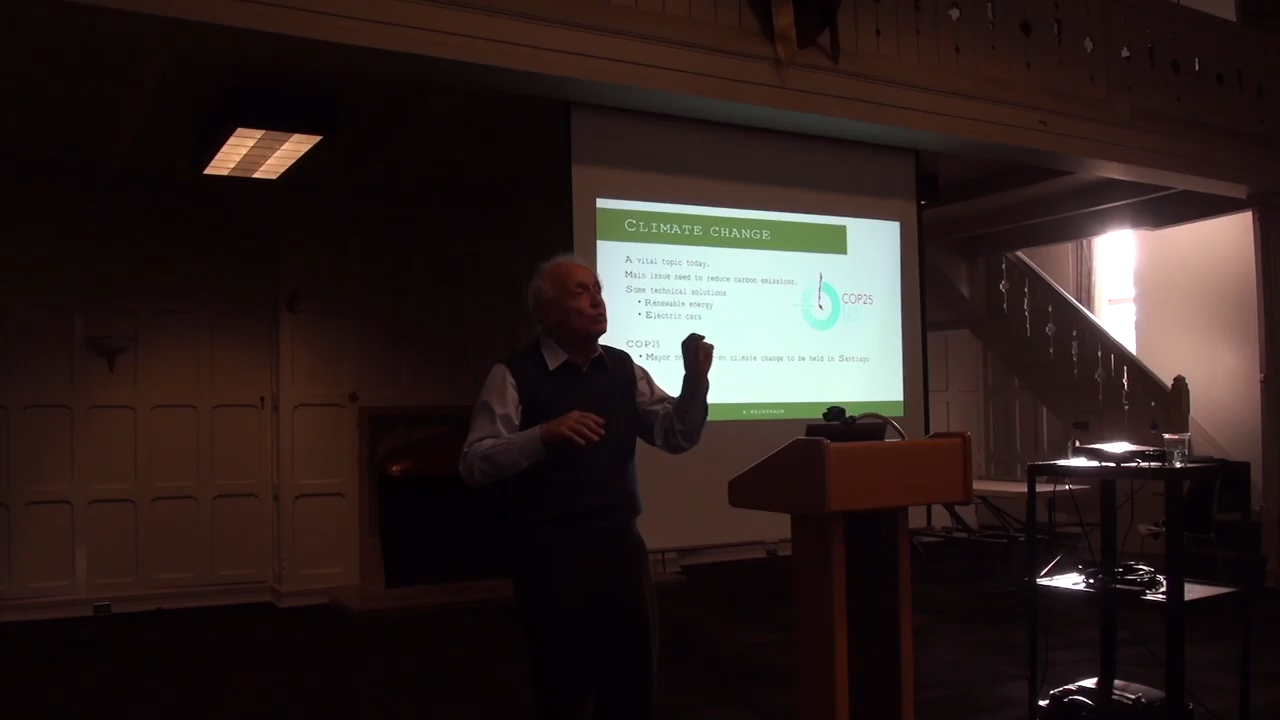 CLIMATE CHANGE
A vital topic today.
Main issue need to reduce carbon emissions.
Some technical solutions
• Renewable energy
• Electric cars
COP25
COP25
• Mayor on climate change to be held in Santiago